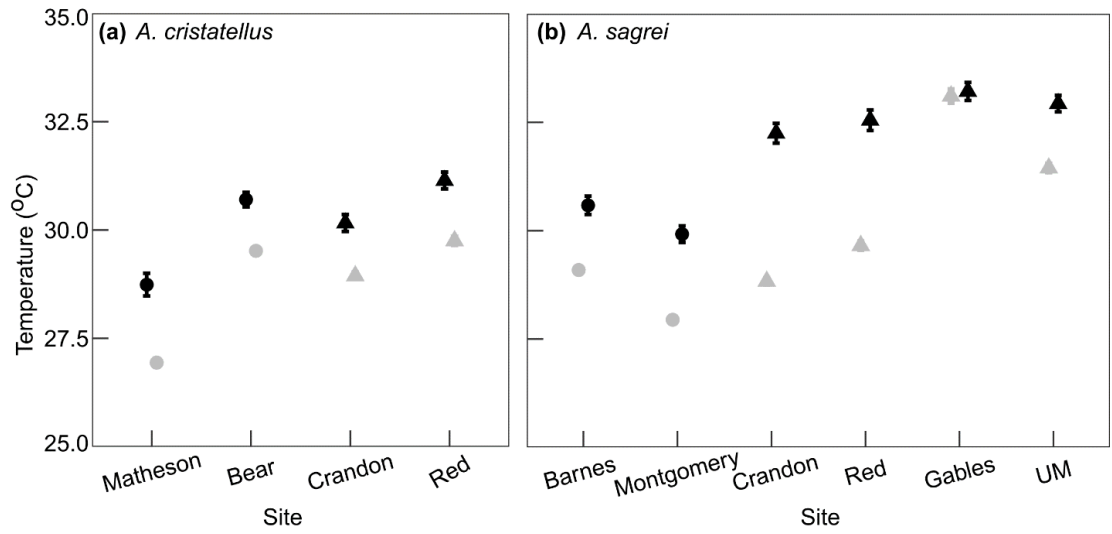 (a) A. cristatellus
(b) A. sagrei
Temperature (°C)
35.0
32.5
30.0
27.5
25.0
Matheson
Bear
Crandon
Red
Barnes
Montgomery
Crandon
Red
Gables
UM
Site
Site